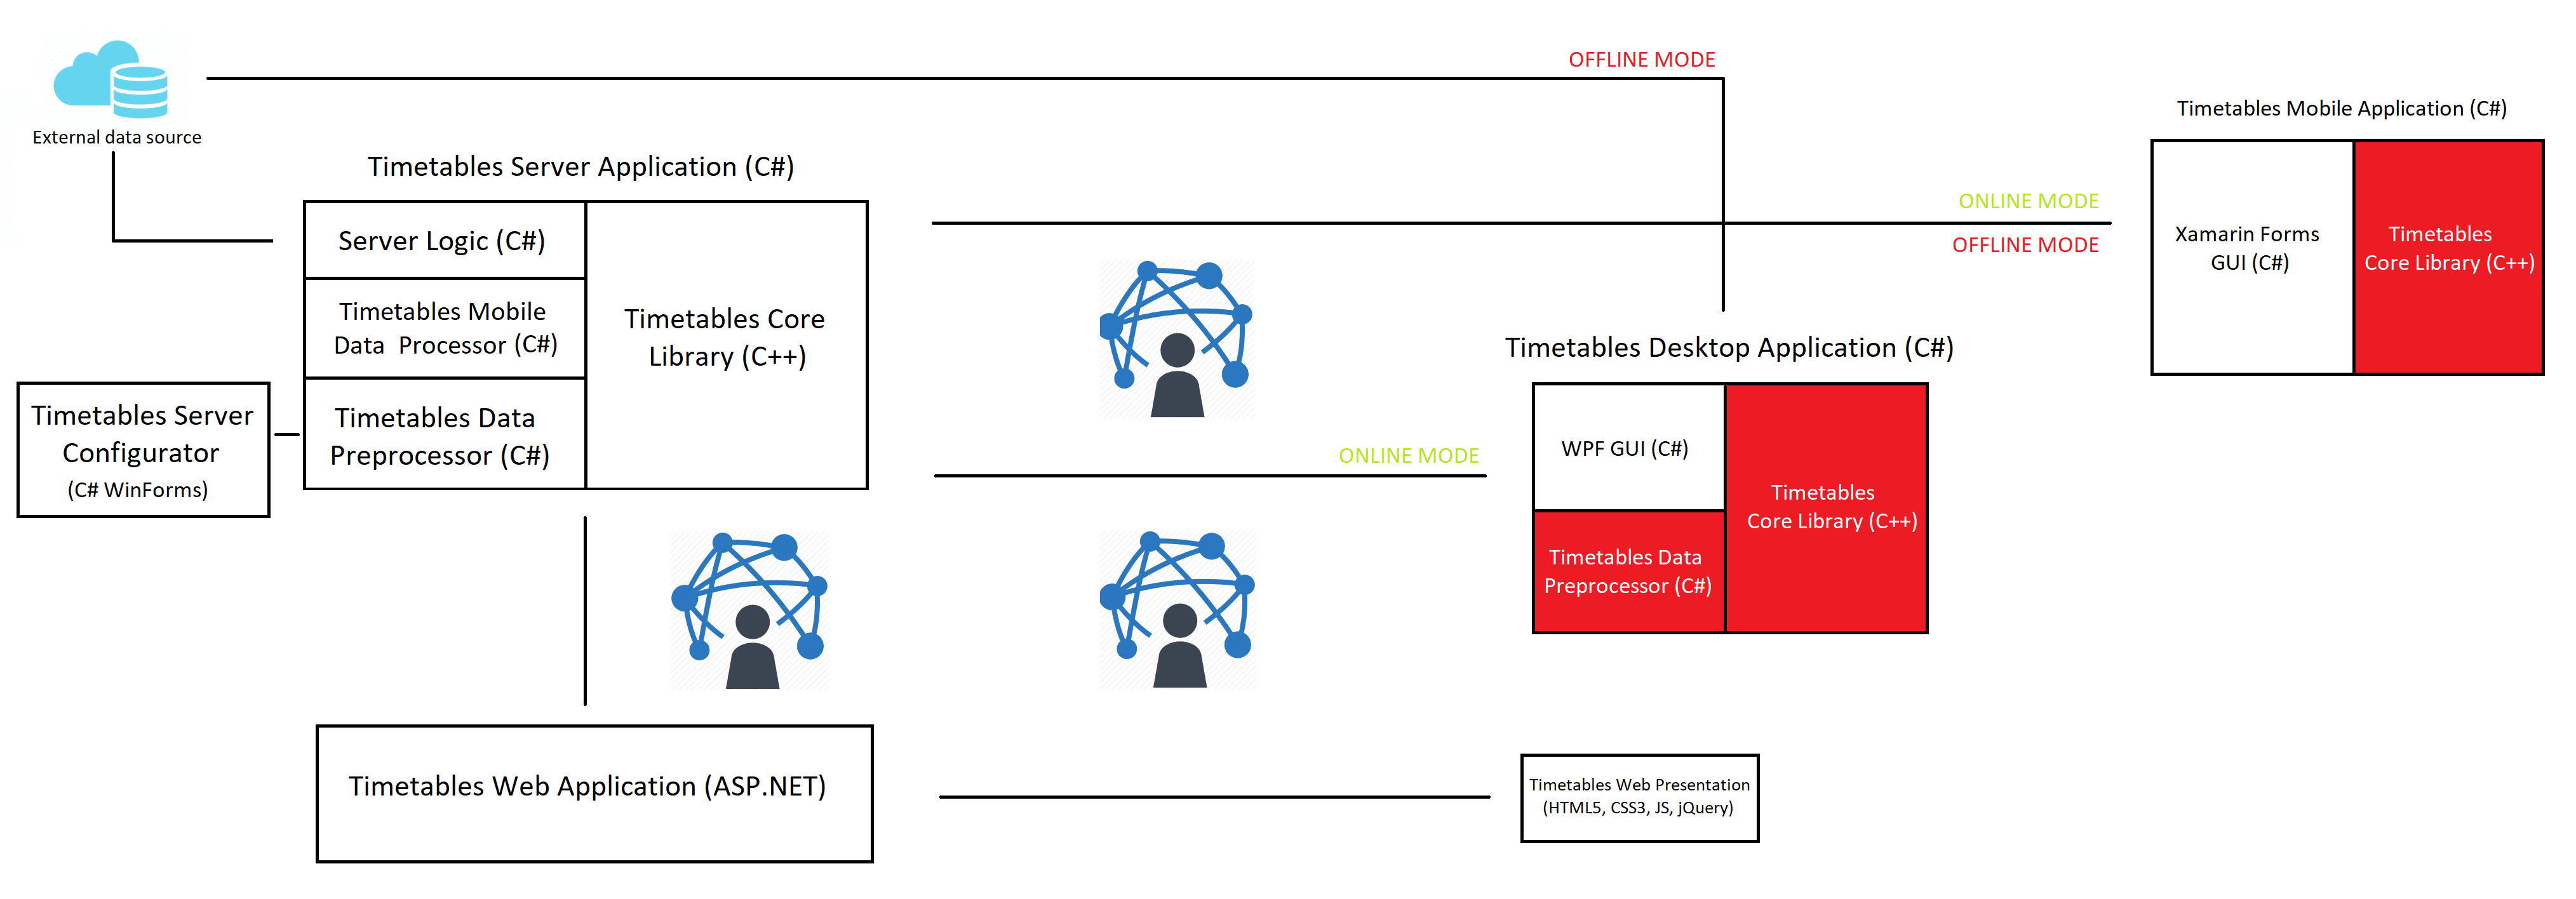 External data source
OFFLINE MODE
Timetables Server Application (C#)
Server Logic (C#)
Timetables Mobile
Data  Processor (C#)
Timetables Data
Preprocessor (C#)
Timetables Core
Library (C++)
Timetables Server
Configurator
(C# WinForms)
ONLINE MODE
OFFLINE MODE
Timetables Mobile Application (C#)
Xamarin Forms
GUI (C#)
Timetables
Core Library (C++)
ONLINE MODE
Timetables Desktop Application (C#)
WPF GUI (C#)
Timetables Data
Preprocessor (C#)
Timetables
Core Library (C++)
Timetables Web Application (ASP.NET)
Timetables Web Presentation
(HTML5, CSS3, JS, jQuery)